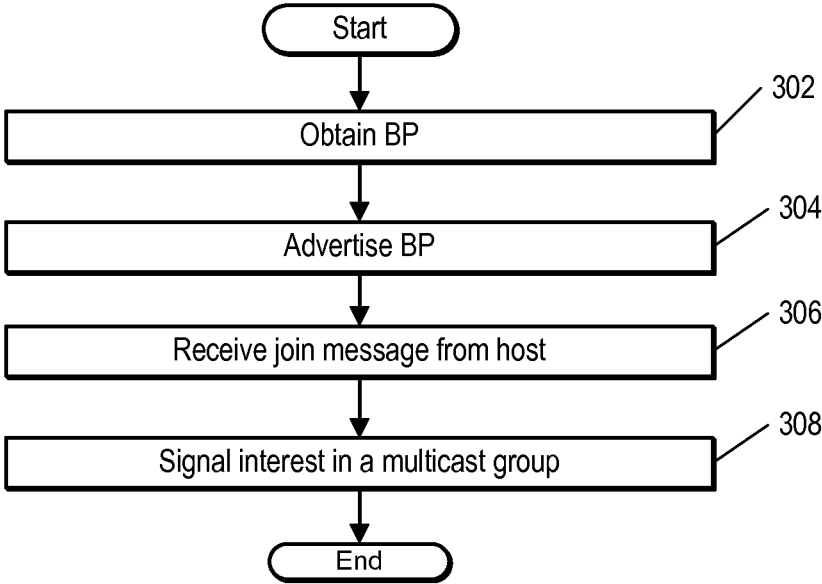 Start
302
Obtain BP
304
Advertise BP
306
Receive join message from host
308
Signal interest in a multicast group
End